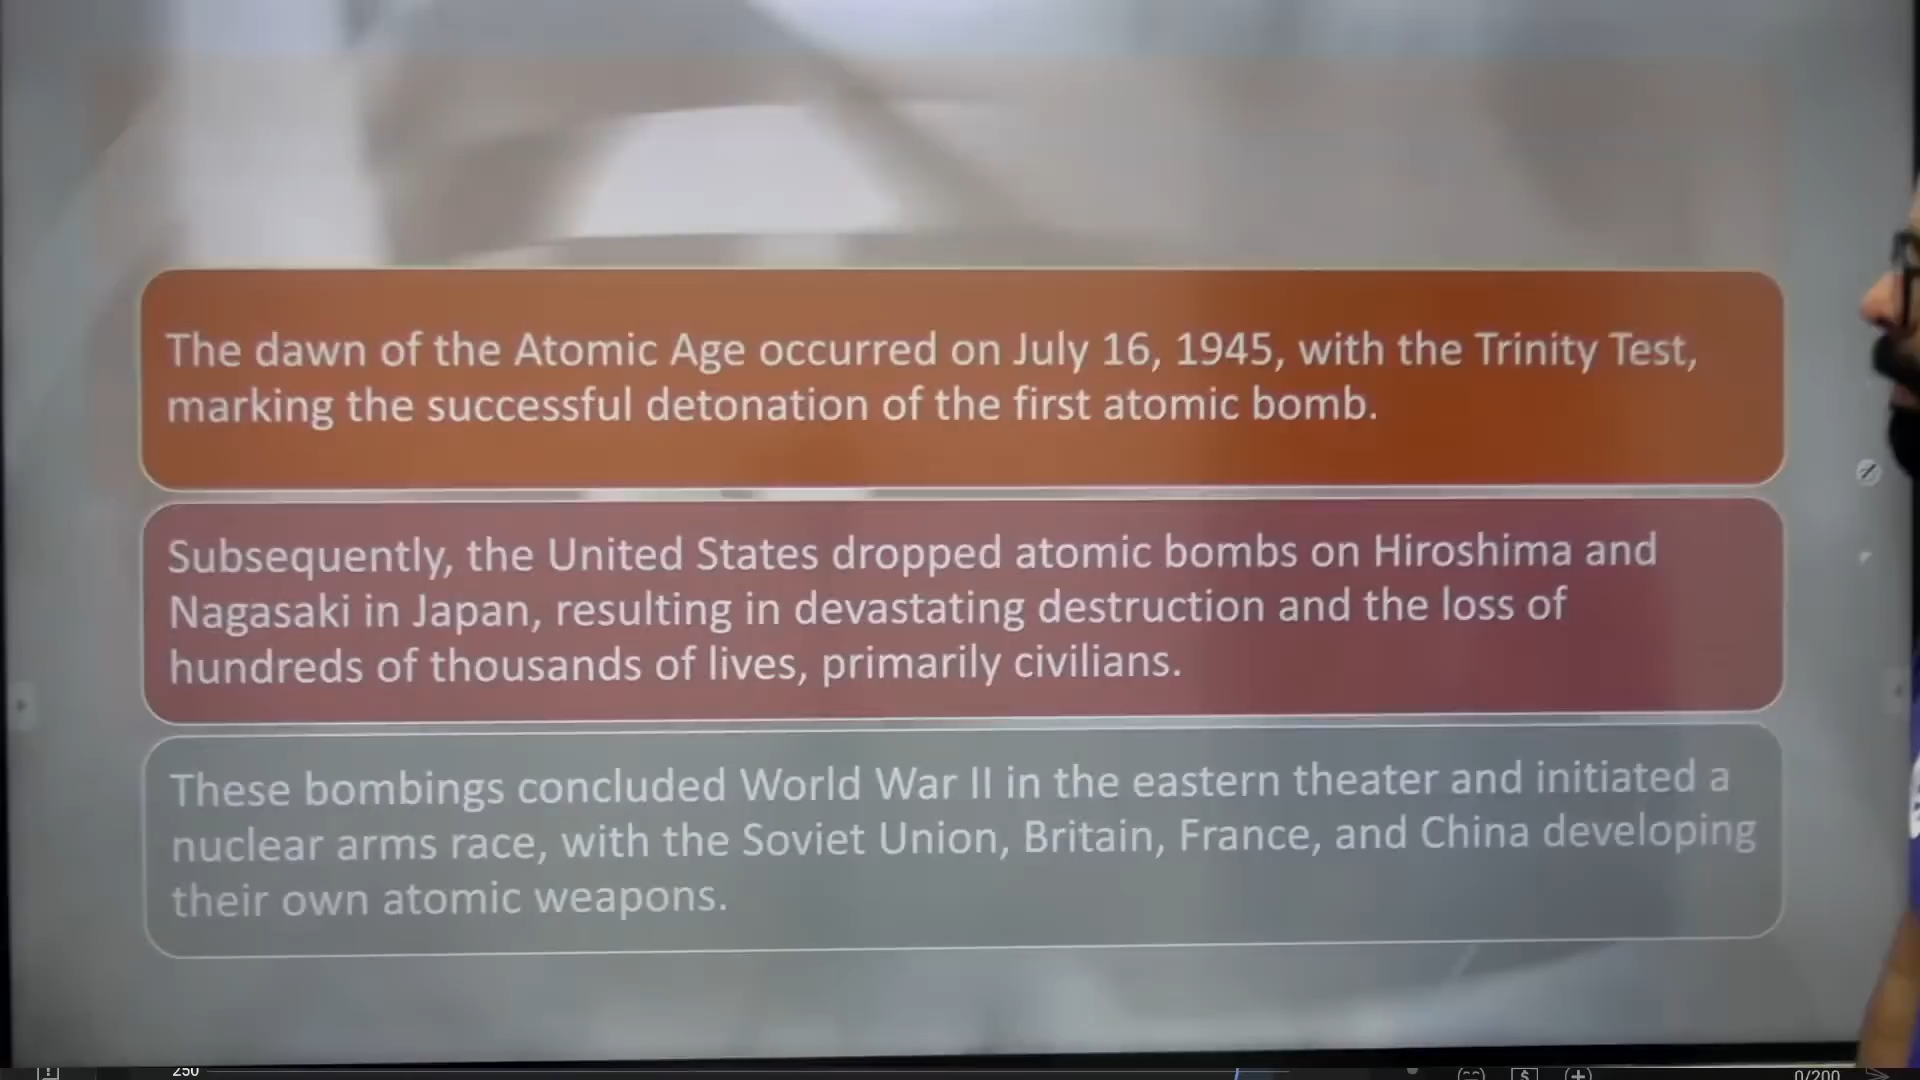 The dawn of the Atomic Age occurred on July 16, 1945, with the Trinity Test,
marking the successful detonation of the first atomic bomb.
Subsequently, the United States dropped atomic bombs on Hiroshima and
Nagasaki in Japan, resulting in devastating destruction and the loss of
hundreds of thousands of lives, primarily civilians.
These bombings concluded World War II in the eastern theater and initiated a
nuclear arms race, with the Soviet Union, Britain, France, and China developing
their own atomic weapons.
250
0/200